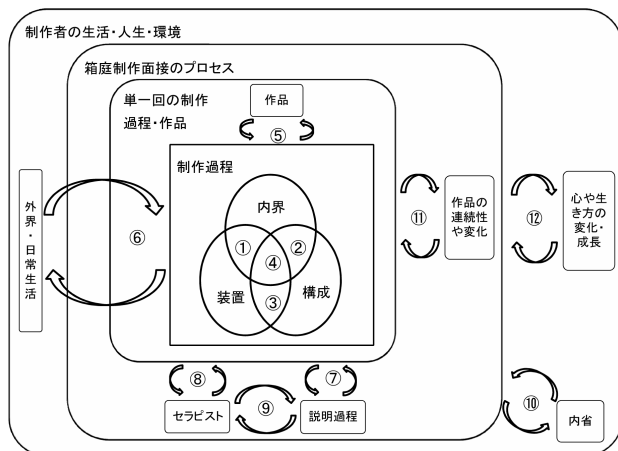 制作者の生活・人生・環境
箱庭制作面接のプロセス
単一回の制作
過程・作品
作品
⑤
制作過程
内界
①
②
④
装置
③
構成
外界・日常生活
⑥
⑪
作品の
連続性
や変化
⑫
心や生
き方の
変化・
成長
⑧
⑦
セラピスト
⑨
説明過程
⑩
内省